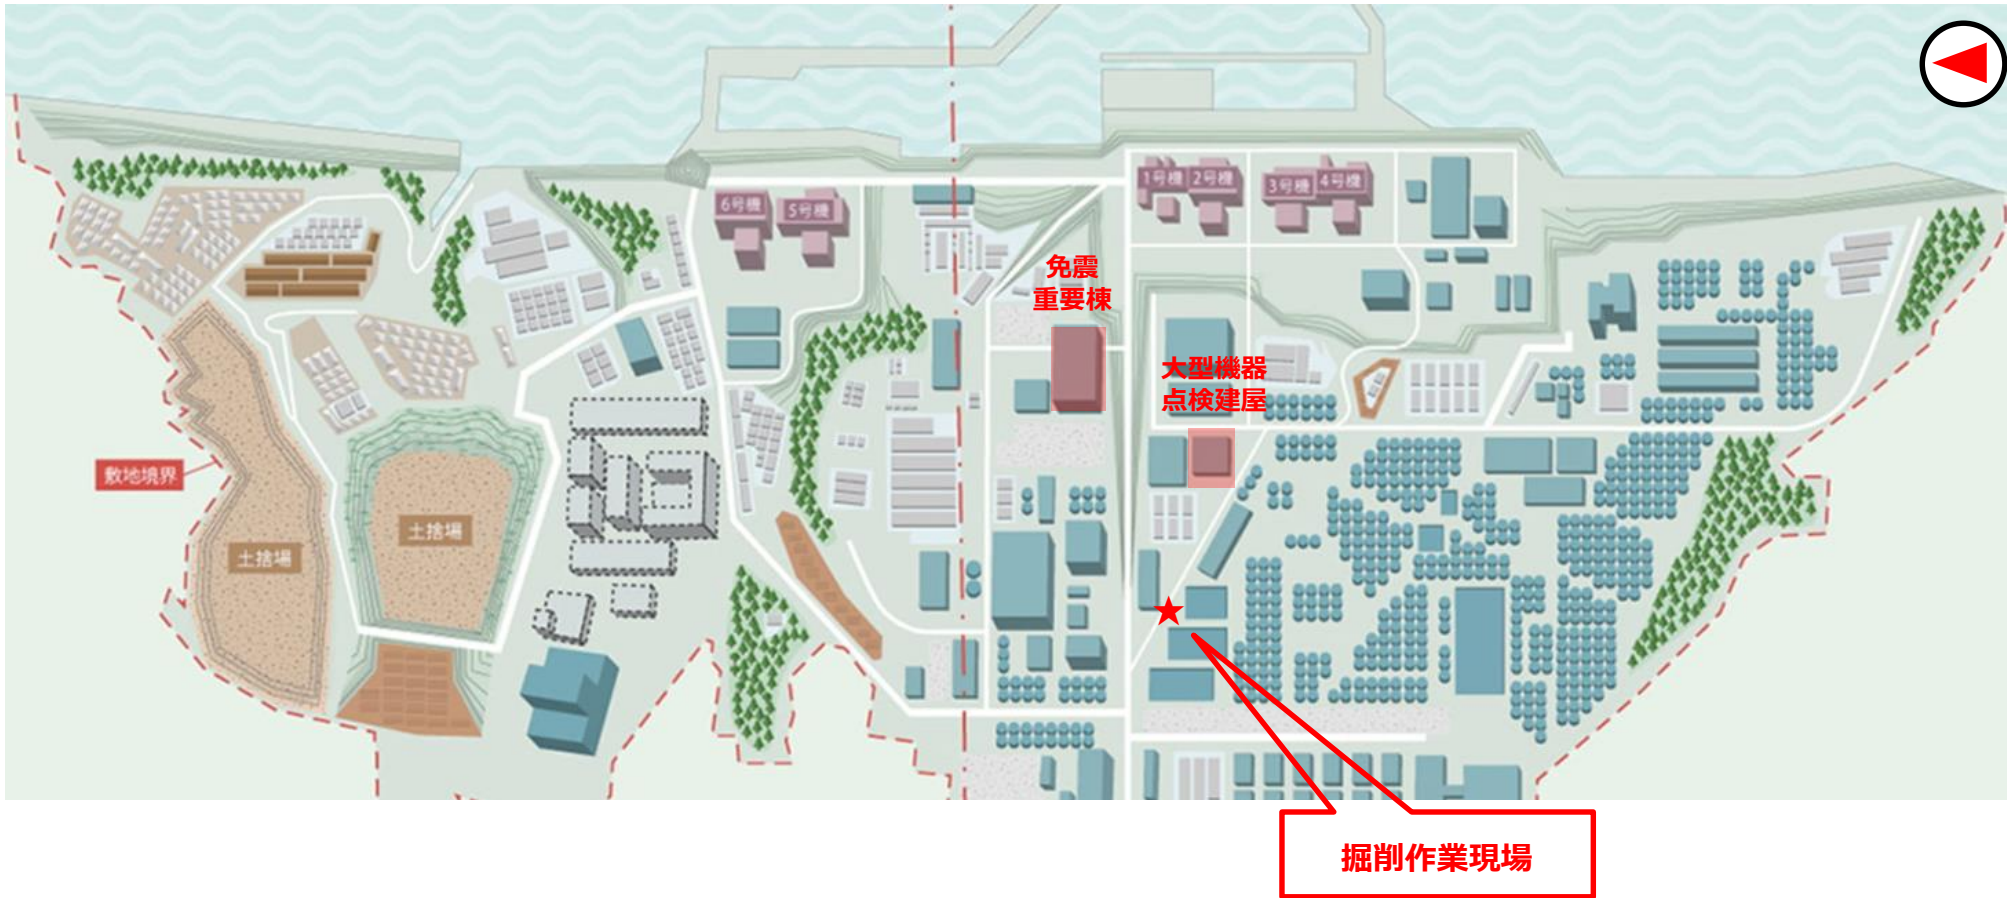 1号機
2号機
3号機
4号機
6号機
5号機
免震
重要棟
大型機器
点検建屋
敷地境界
土捨場
土捨場
掘削作業現場